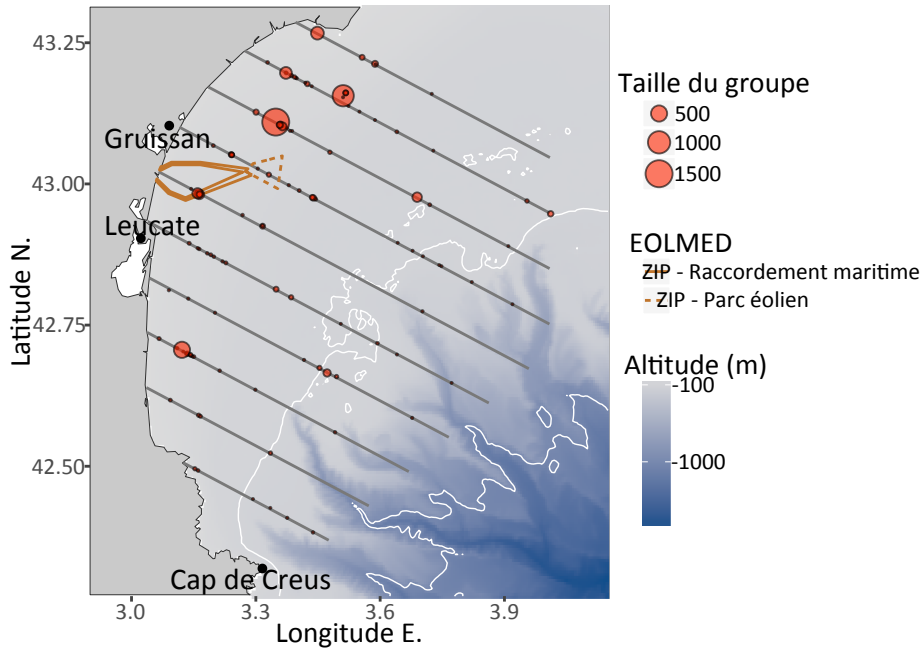 Latitude N.
43.25
43.00
42.75
42.50
Gruissan
Leucate
Cap de Creus
3.0
3.3
3.6
3.9
Longitude E.
Taille du groupe
500
1000
1500
EOLMED
ZIP - Raccordement maritime
ZIP - Parc éolien
Altitude (m)
-100
-1000